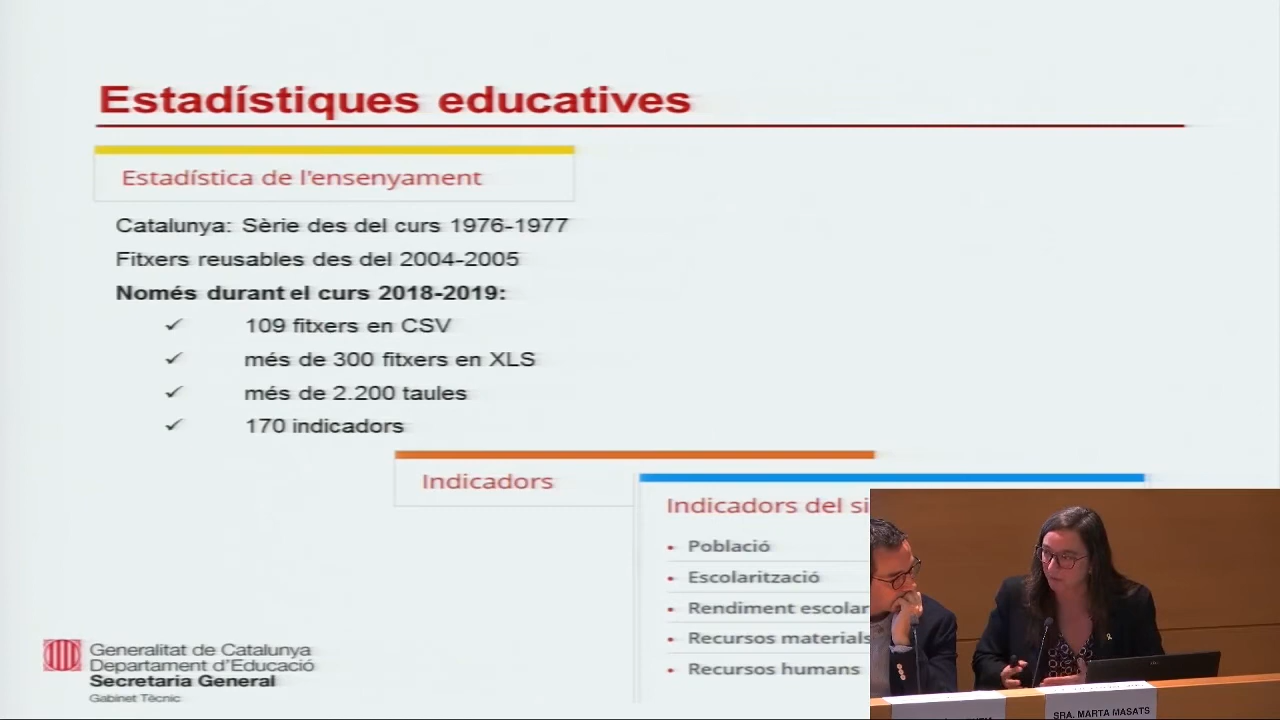 Estadístiques educatives
Estadística de l'ensenyament
Catalunya: Sèrie des del curs 1976-1977
Fitxers reusables des del 2004-2005
Només durant el curs 2018-2019:
✓ 109 fitxers en CSV
✓ més de 300 fitxers en XLS
✓ més de 2.200 taules
✓ 170 indicadors
Indicadors
Indicadors del si
• Població
• Escolarització
• Rendiment escolar
• Recursos materials
• Recursos humans
Generalitat de Catalunya
Departament d'Educació
Secretaria General
Gabinet Tècnic
SRA. MARTA MASATS